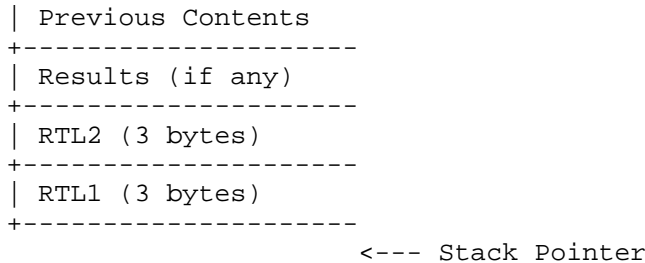 | Previous Contents
+---------------------
| Results (if any)
+---------------------
| RTL2 (3 bytes)
+---------------------
| RTL1 (3 bytes)
+---------------------
<--- Stack Pointer